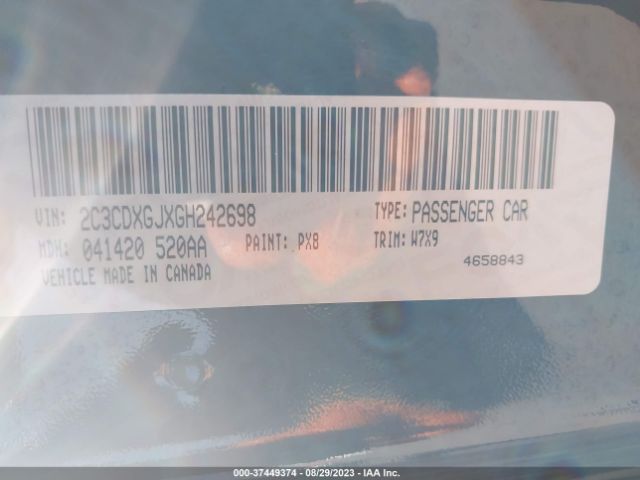 VIN: 2C3CDXGJXGH242698 TYPE: PASSENGER CAR
MDH: 041420 520AA PAINT: PX8 TRIM: W7X9
VEHICLE MADE IN CANADA 4658843
000-37449374 | 08/29/2023 - IAA Inc.